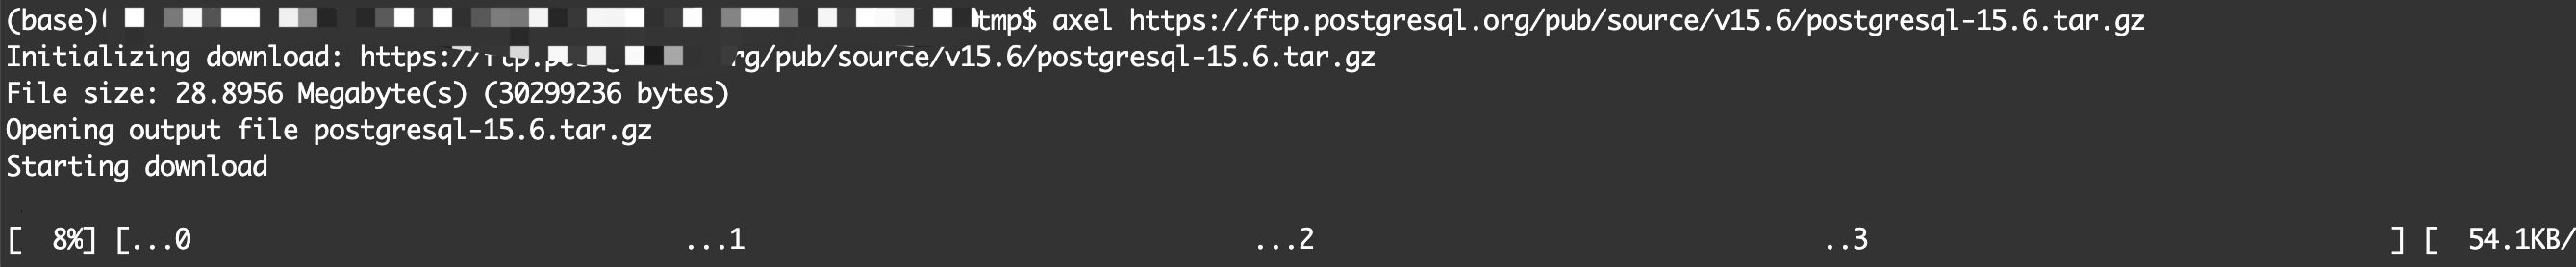 (base) tmp$ axel https://ftp.postgresql.org/pub/source/v15.6/postgresql-15.6.tar.gz
Initializing download: https://ftp.p rg/pub/source/v15.6/postgresql-15.6.tar.gz
File size: 28.8956 Megabyte(s) (30299236 bytes)
Opening output file postgresql-15.6.tar.gz
Starting download
[  8%] [...0 ...1 ...2 ..3 ] [  54.1KB/